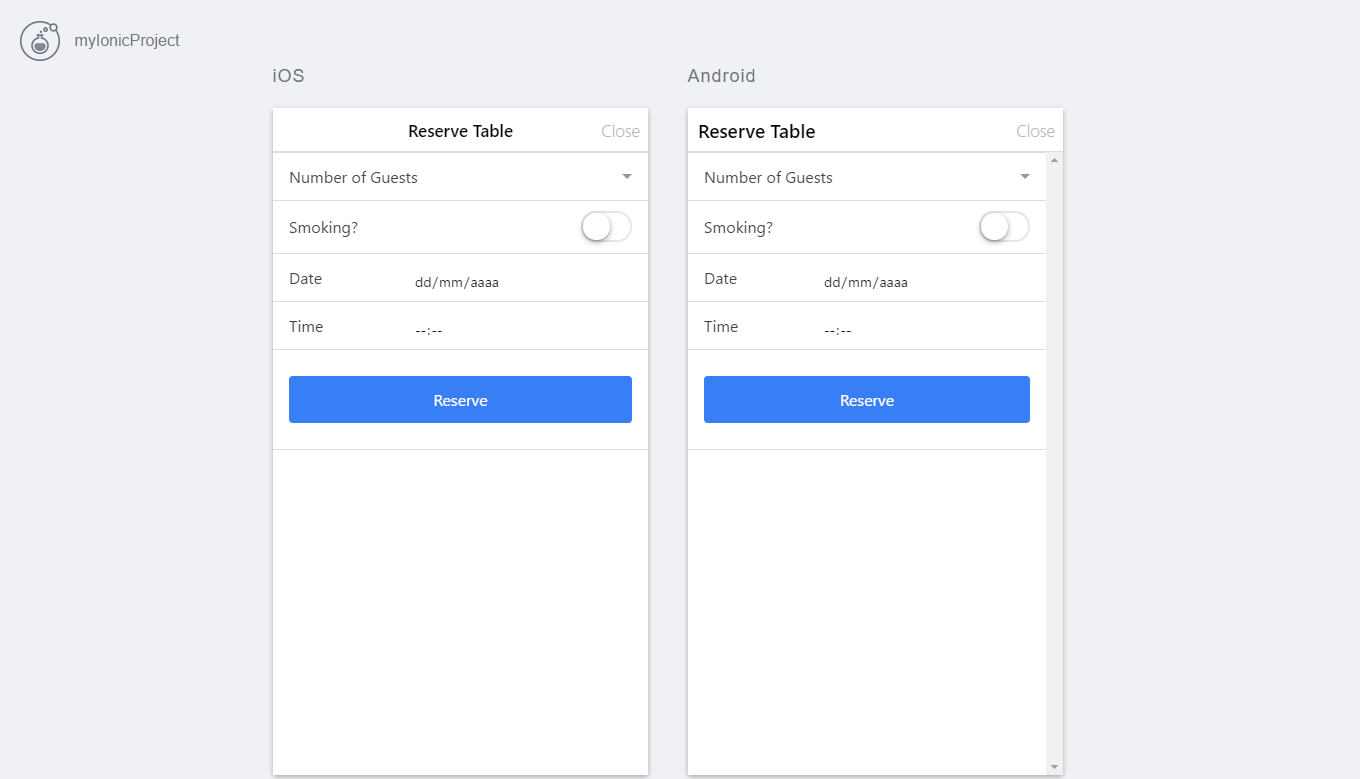 myIonicProject
iOS
Reserve Table Close
Number of Guests
Smoking?
Date dd/mm/aaaa
Time --:--
Reserve
Android
Reserve Table Close
Number of Guests
Smoking?
Date dd/mm/aaaa
Time --:--
Reserve